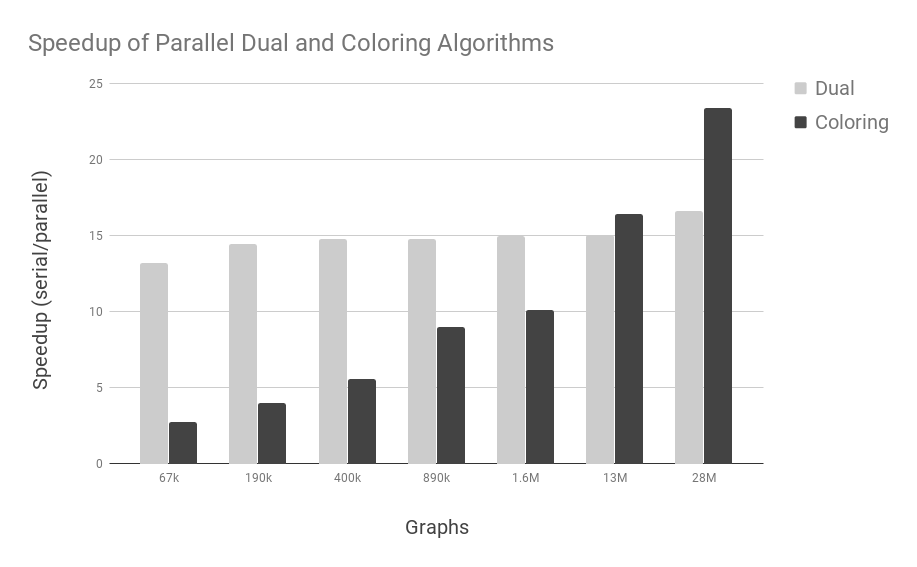 Speedup of Parallel Dual and Coloring Algorithms
Dual
Coloring
Speedup (serial/parallel)
25
20
15
10
5
0
67k 190k 400k 890k 1.6M 13M 28M
Graphs